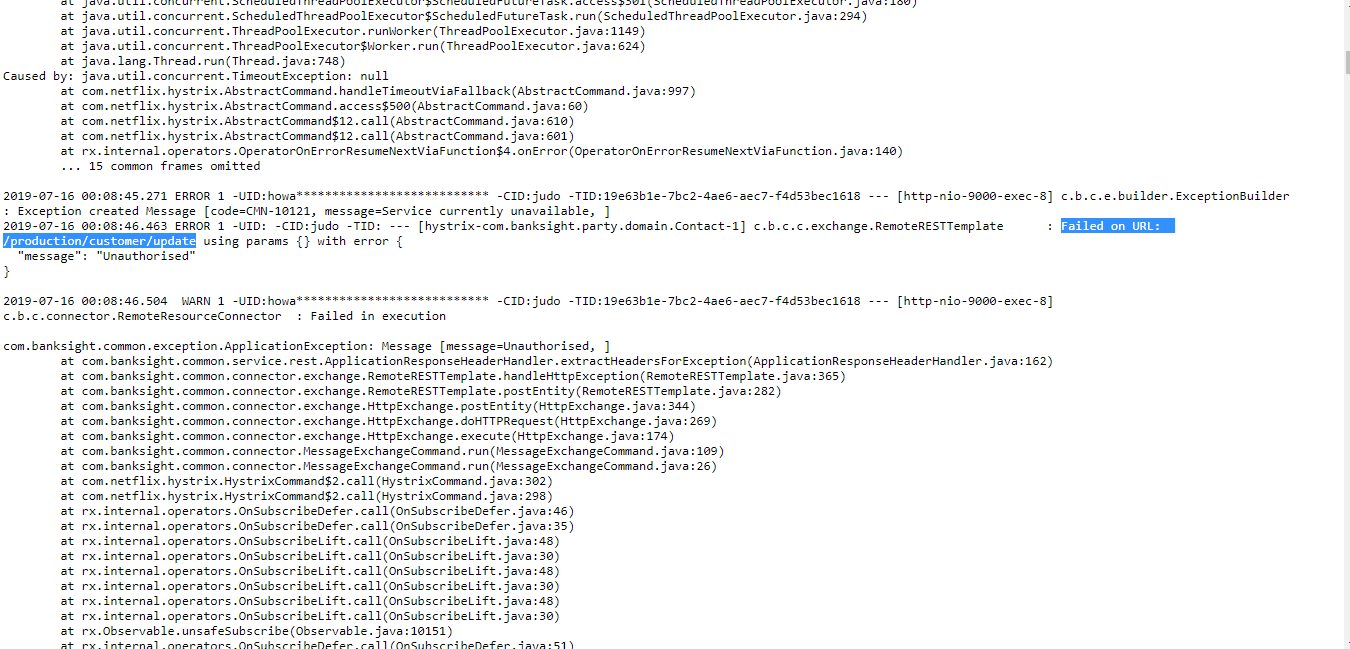 at java.util.concurrent.ScheduledThreadPoolExecutor$ScheduledFutureTask.access$301(ScheduledThreadPoolExecutor.java:180)
at java.util.concurrent.ScheduledThreadPoolExecutor$ScheduledFutureTask.run(ScheduledThreadPoolExecutor.java:294)
at java.util.concurrent.ThreadPoolExecutor.runWorker(ThreadPoolExecutor.java:1149)
at java.util.concurrent.ThreadPoolExecutor$Worker.run(ThreadPoolExecutor.java:624)
at java.lang.Thread.run(Thread.java:748)
Caused by: java.util.concurrent.TimeoutException: null
at com.netflix.hystrix.AbstractCommand.handleTimeoutViaFallback(AbstractCommand.java:997)
at com.netflix.hystrix.AbstractCommand.access$500(AbstractCommand.java:60)
at com.netflix.hystrix.AbstractCommand$12.call(AbstractCommand.java:610)
at com.netflix.hystrix.AbstractCommand$12.call(AbstractCommand.java:601)
at rx.internal.operators.OperatorOnErrorResumeNextViaFunction$4.onError(OperatorOnErrorResumeNextViaFunction.java:140)
... 15 common frames omitted
2019-07-16 00:08:45.271 ERROR 1 -UID:howa*************************** -CID:judo -TID:19e63b1e-7bc2-4ae6-aec7-f4d53bec1618 --- [http-nio-9000-exec-8] c.b.c.e.builder.ExceptionBuilder
: Exception created Message [code=CMN-10121, message=Service currently unavailable, ]
2019-07-16 00:08:46.463 ERROR 1 -UID: -CID:judo -TID: --- [hystrix-com.banksight.party.domain.Contact-1] c.b.c.c.exchange.RemoteRESTTemplate : Failed on URL:
/production/customer/update using params {} with error {
"message": "Unauthorised"
}
2019-07-16 00:08:46.504 WARN 1 -UID:howa*************************** -CID:judo -TID:19e63b1e-7bc2-4ae6-aec7-f4d53bec1618 --- [http-nio-9000-exec-8]
c.b.c.connector.RemoteResourceConnector : Failed in execution
com.banksight.common.exception.ApplicationException: Message [message=Unauthorised, ]
at com.banksight.common.service.rest.ApplicationResponseHeaderHandler.extractHeadersForException(ApplicationResponseHeaderHandler.java:162)
at com.banksight.common.connector.exchange.RemoteRESTTemplate.handleHttpException(RemoteRESTTemplate.java:365)
at com.banksight.common.connector.exchange.RemoteRESTTemplate.postEntity(RemoteRESTTemplate.java:282)
at com.banksight.common.connector.exchange.HttpExchange.postEntity(HttpExchange.java:344)
at com.banksight.common.connector.exchange.HttpExchange.doHTTPRequest(HttpExchange.java:269)
at com.banksight.common.connector.exchange.HttpExchange.execute(HttpExchange.java:174)
at com.banksight.common.connector.MessageExchangeCommand.run(MessageExchangeCommand.java:109)
at com.banksight.common.connector.MessageExchangeCommand.run(MessageExchangeCommand.java:26)
at com.netflix.hystrix.HystrixCommand$2.call(HystrixCommand.java:302)
at com.netflix.hystrix.HystrixCommand$2.call(HystrixCommand.java:298)
at rx.internal.operators.OnSubscribeDefer.call(OnSubscribeDefer.java:46)
at rx.internal.operators.OnSubscribeDefer.call(OnSubscribeDefer.java:35)
at rx.internal.operators.OnSubscribeLift.call(OnSubscribeLift.java:48)
at rx.internal.operators.OnSubscribeLift.call(OnSubscribeLift.java:30)
at rx.internal.operators.OnSubscribeLift.call(OnSubscribeLift.java:48)
at rx.internal.operators.OnSubscribeLift.call(OnSubscribeLift.java:30)
at rx.internal.operators.OnSubscribeLift.call(OnSubscribeLift.java:48)
at rx.internal.operators.OnSubscribeLift.call(OnSubscribeLift.java:30)
at rx.Observable.unsafeSubscribe(Observable.java:10151)
at rx.internal.operators.OnSubscribeDefer.call(OnSubscribeDefer.java:51)